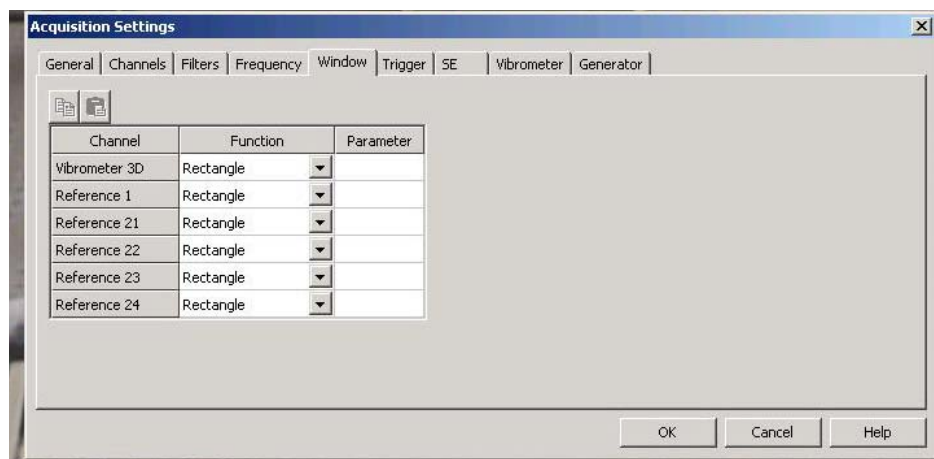 Acquisition Settings
General Channels Filters Frequency Window Trigger SE Vibrometer Generator
Channel Function Parameter
Vibrometer 3D Rectangle
Reference 1 Rectangle
Reference 21 Rectangle
Reference 22 Rectangle
Reference 23 Rectangle
Reference 24 Rectangle
OK Cancel Help